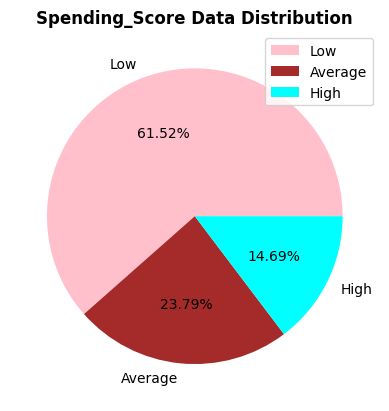 Spending_Score Data Distribution
Low
Average
High
Low
61.52%
14.69%
High
23.79%
Average